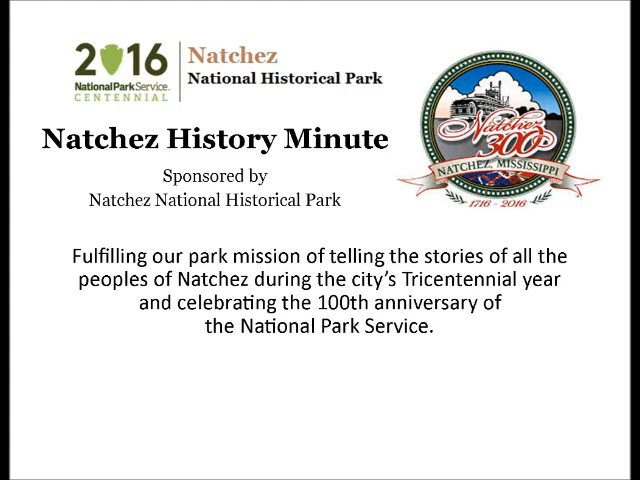 2016
National Park Service
CENTENNIAL
Natchez
National Historical Park
Natchez History Minute
Sponsored by
Natchez National Historical Park
Natchez
300
NATCHEZ, MISSISSIPPI
1716 - 2016
Fulfilling our park mission of telling the stories of all the
peoples of Natchez during the city's Tricentennial year
and celebrating the 100th anniversary of
the National Park Service.